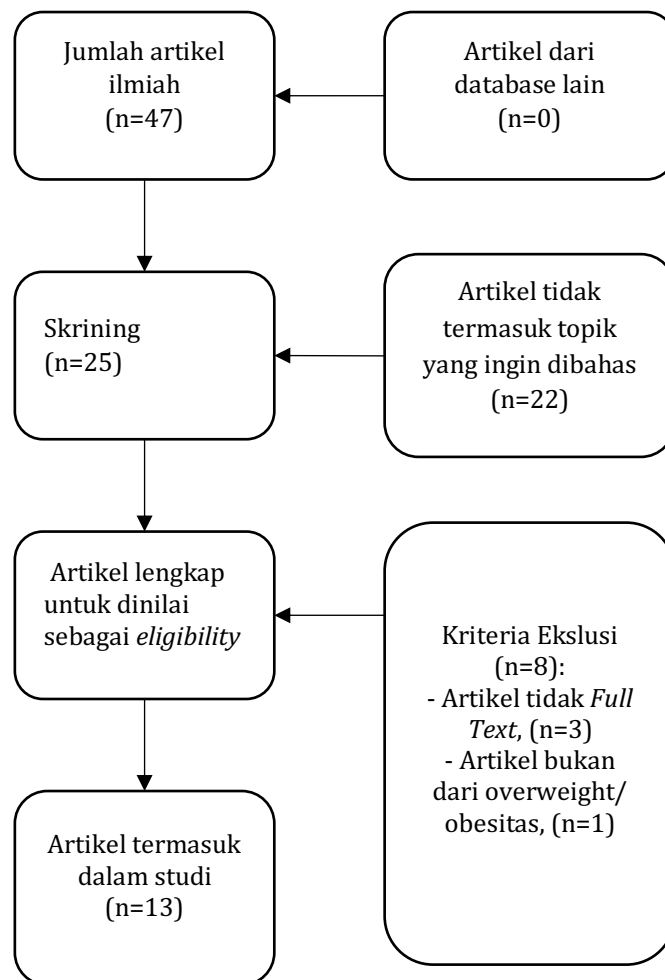 Jumlah artikel
ilmiah
(n=47)
Artikel dari
database lain
(n=0)
Skrining
(n=25)
Artikel tidak
termasuk topik
yang ingin dibahas
(n=22)
Artikel lengkap
untuk dinilai
sebagai eligibility
Kriteria Ekslusi
(n=8):
- Artikel tidak Full
Text, (n=3)
- Artikel bukan
dari overweight/
obesitas, (n=1)
Artikel termasuk
dalam studi
(n=13)